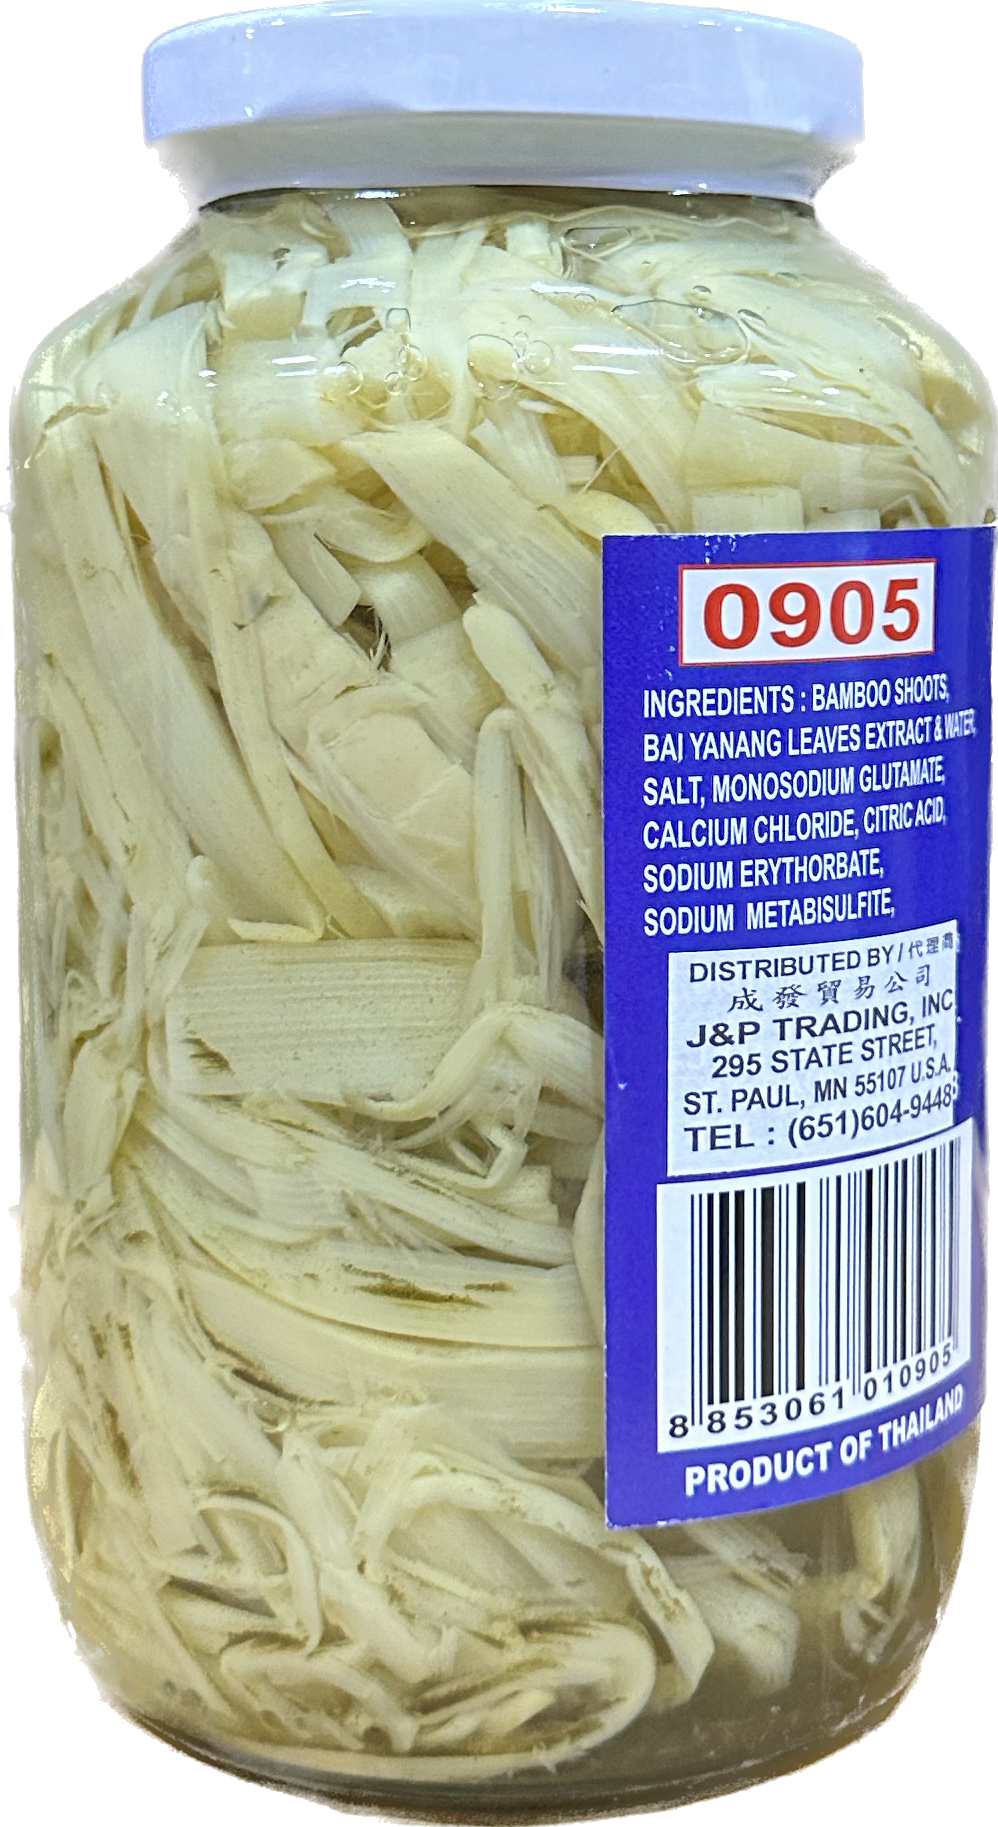 0905
INGREDIENTS : BAMBOO SHOOTS,
BAI YANANG LEAVES EXTRACT & WATER,
SALT, MONOSODIUM GLUTAMATE,
CALCIUM CHLORIDE, CITRIC ACID,
SODIUM ERYTHORBATE,
SODIUM METABISULFITE,
DISTRIBUTED BY / 代理商
成發貿易公司
J&P TRADING, INC
295 STATE STREET,
ST. PAUL, MN 55107 U.S.A.
TEL : (651)604-9448
8 853061 010905
PRODUCT OF THAILAND